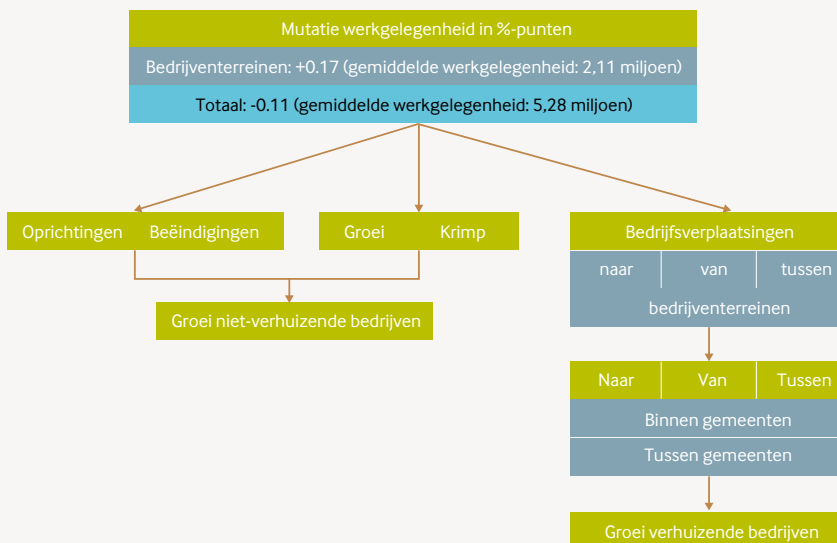 Mutatie werkgelegenheid in %-punten
Bedrijventerreinen: +0.17 (gemiddelde werkgelegenheid: 2,11 miljoen)
Totaal: -0.11 (gemiddelde werkgelegenheid: 5,28 miljoen)
Oprichtingen Beëindigingen
Groei Krimp
Bedrijfsverplaatsingen
naar van tussen
bedrijventerreinen
Groei niet-verhuizende bedrijven
Naar Van Tussen
Binnen gemeenten
Tussen gemeenten
Groei verhuizende bedrijven